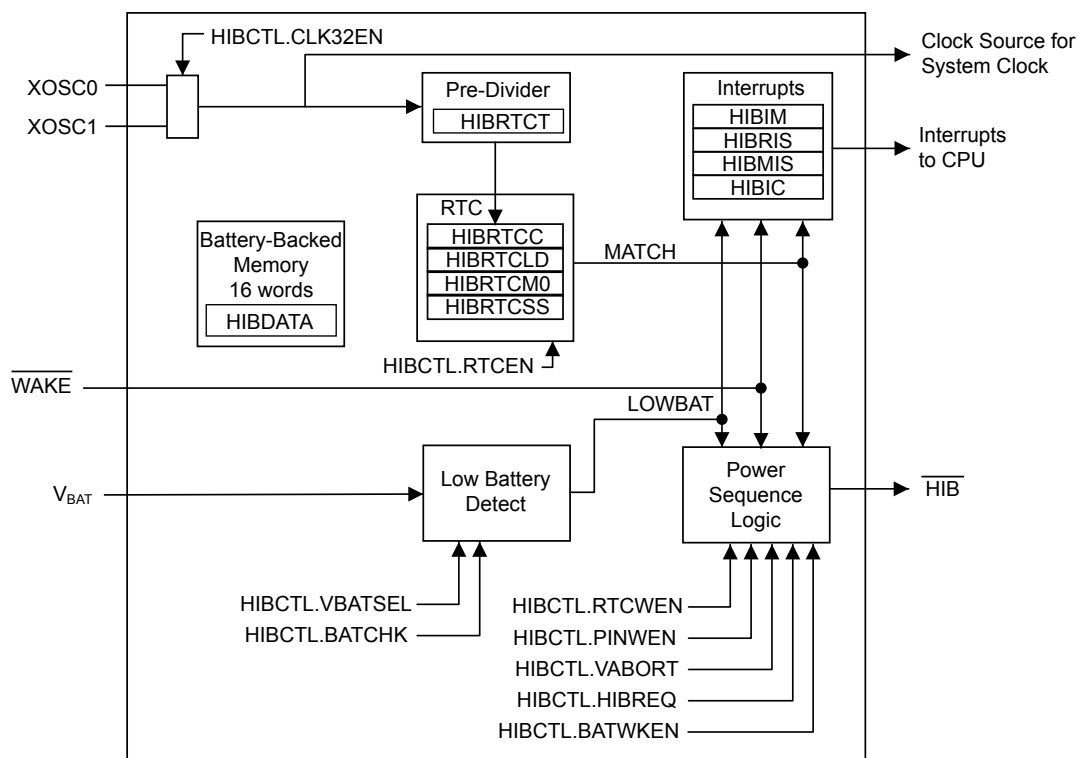 HIBCTL.CLK32EN
XOSC0
XOSC1
Pre-Divider
HIBRTCT
Interrupts
HIBIM
HIBRIS
HIBMIS
HIBIC
Clock Source for
System Clock
Interrupts
to CPU
RTC
HIBRTCC
HIBRTCLD
HIBRTCM0
HIBRTCSS
MATCH
Battery-Backed
Memory
16 words
HIBDATA
HIBCTL.RTCEN
WAKE
LOWBAT
VBAT
Low Battery
Detect
Power
Sequence
Logic
HIB
HIBCTL.VBATSEL
HIBCTL.BATCHK
HIBCTL.RTCWEN
HIBCTL.PINWEN
HIBCTL.VABORT
HIBCTL.HIBREQ
HIBCTL.BATWKEN